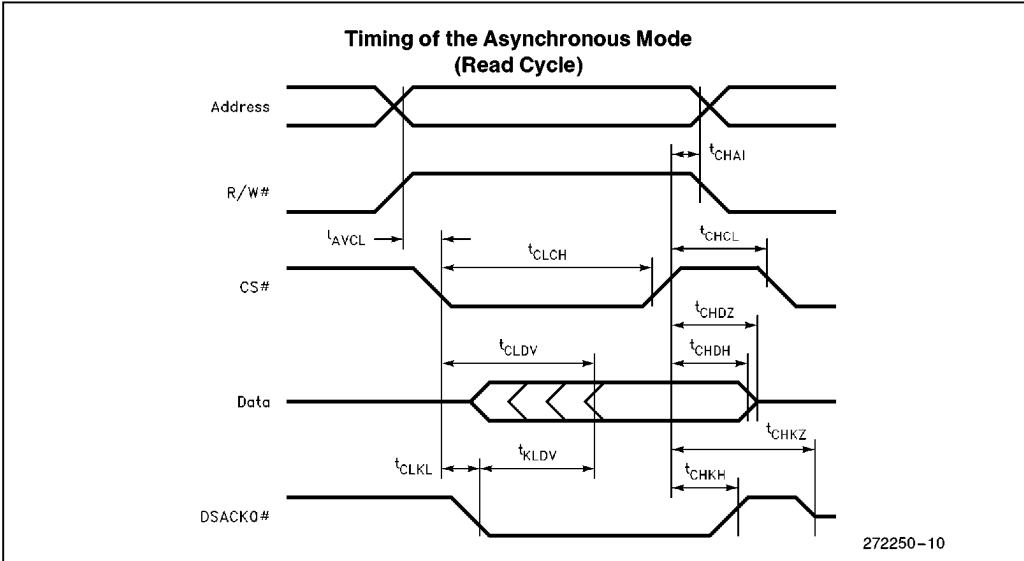 Timing of the Asynchronous Mode
(Read Cycle)
Address
tCHAI
R/W#
tAVCL
tCLCH
tCHCL
CS#
tCHDZ
tCLDV
tCHDH
Data
tCHKZ
tCLKL
tKLDV
tCHKH
DSACK0#
272250–10